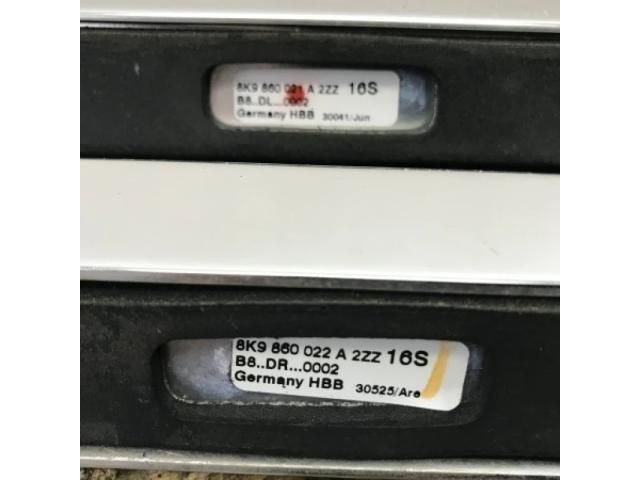 8K9 860 021 A 2ZZ 16S
B8..DL...0002
Germany HBB 30041/Jun
8K9 860 022 A 2ZZ 16S
B8..DR...0002
Germany HBB 30525/Are